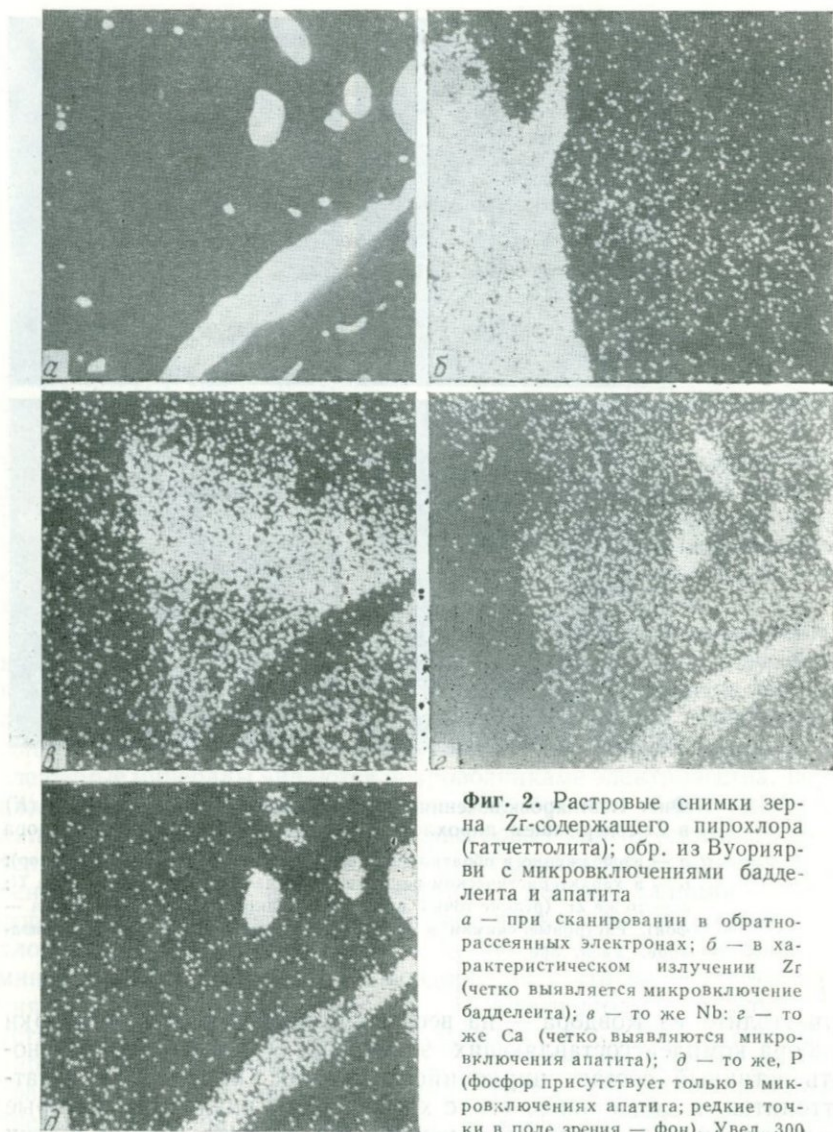 а
б
в
г
д
Фиг. 2. Растровые снимки зер-
на Zr-содержащего пирохлора
(гатчеттолита); обр. из Вуорияр-
ви с микровключениями бадде-
леита и апатита
а — при сканировании в обратно-
рассеянных электронах; б — в ха-
рактеристическом излучении Zr
(четко выявляется микровключение
бадделеита); в — то же Nb; г — то
же Ca (четко выявляются микро-
включения апатита); д — то же, P
(фосфор присутствует только в мик-
ровключениях апатита; редкие точ-
ки в поле зрения — фон). Увел. 300